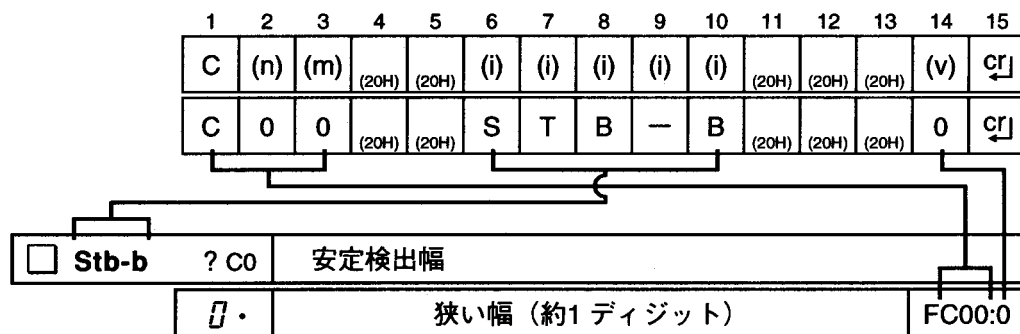 1 2 3 4 5 6 7 8 9 10 11 12 13 14 15
C (n) (m) (20H) (20H) (i) (i) (i) (i) (i) (20H) (20H) (20H) (v) cr↵
C 0 0 (20H) (20H) S T B — B (20H) (20H) (20H) 0 cr↵
□ Stb-b ? C0 安定検出幅
0・ 狭い幅（約1 ディジット） FC00:0